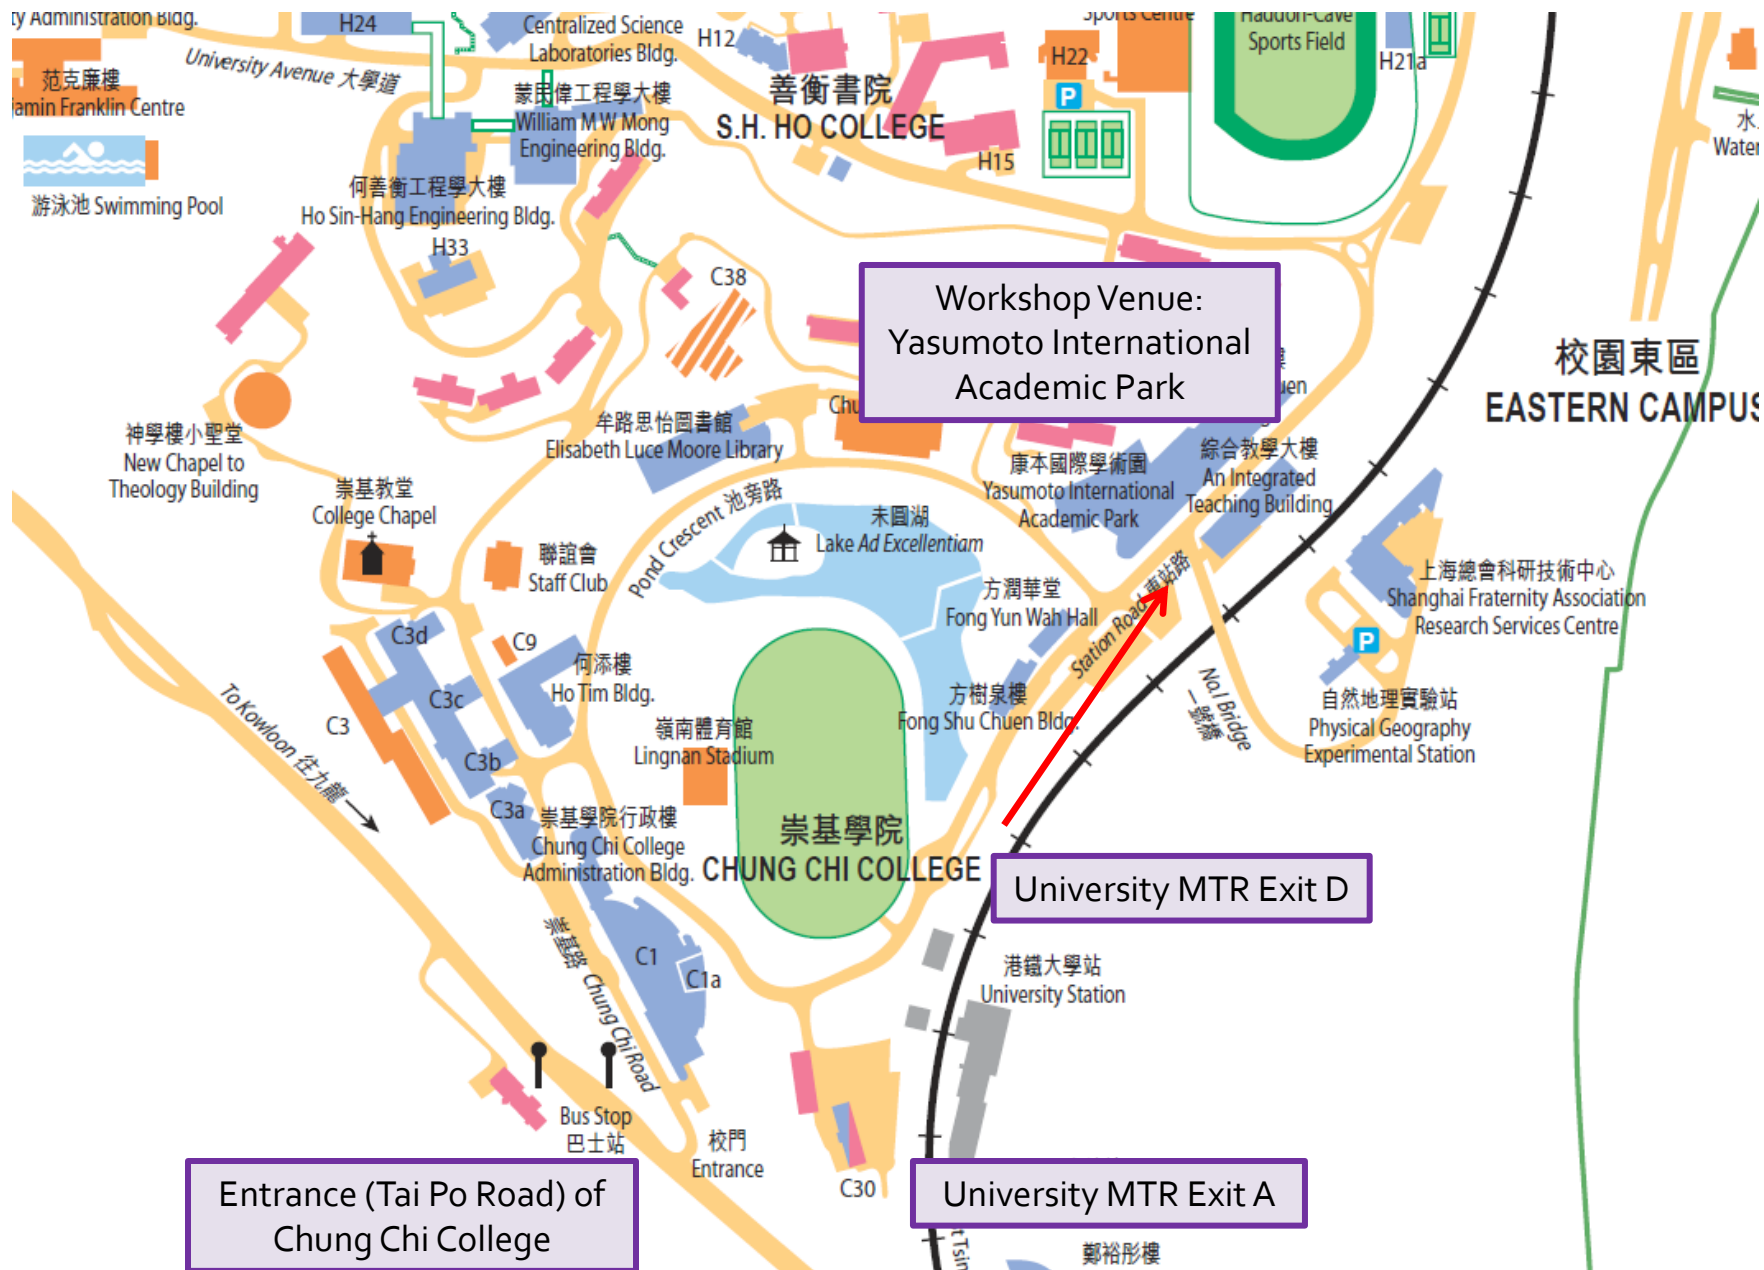 ty Administration Bldg.
H24
Centralized Science
Laboratories Bldg.
H12
Sports Centre
H22
Haddon-Cave
Sports Field
H21a
University Avenue 大學道
范克廉樓
jamin Franklin Centre
蒙民偉工程學大樓
William M W Mong
Engineering Bldg.
善衡書院
S.H. HO COLLEGE
P
H15
水
Water
游泳池 Swimming Pool
何善衡工程學大樓
Ho Sin-Hang Engineering Bldg.
H33
C38
Workshop Venue:
Yasumoto International
Academic Park
校園東區
EASTERN CAMPUS
Chu
uen
牟路思怡圖書館
Elisabeth Luce Moore Library
神學樓小聖堂
New Chapel to
Theology Building
康本國際學術園
Yasumoto International
Academic Park
綜合教學大樓
An Integrated
Teaching Building
崇基教堂
College Chapel
Pond Crescent 池旁路
未圓湖
Lake Ad Excellentiam
聯誼會
Staff Club
Station Road 車站路
方潤華堂
Fong Yun Wah Hall
上海總會科研技術中心
Shanghai Fraternity Association
Research Services Centre
P
C3d
C9
何添樓
Ho Tim Bldg.
C3c
C3
To Kowloon 往九龍
方樹泉樓
Fong Shu Chuen Bldg.
No.1 Bridge
一號橋
自然地理實驗站
Physical Geography
Experimental Station
嶺南體育館
Lingnan Stadium
C3b
C3a
崇基學院行政樓
Chung Chi College
Administration Bldg.
崇基學院
CHUNG CHI COLLEGE
University MTR Exit D
崇基路 Chung Chi Road
C1
C1a
港鐵大學站
University Station
Bus Stop
巴士站
校門
Entrance
C30
Entrance (Tai Po Road) of
Chung Chi College
University MTR Exit A
t Tsin
鄭裕彤樓